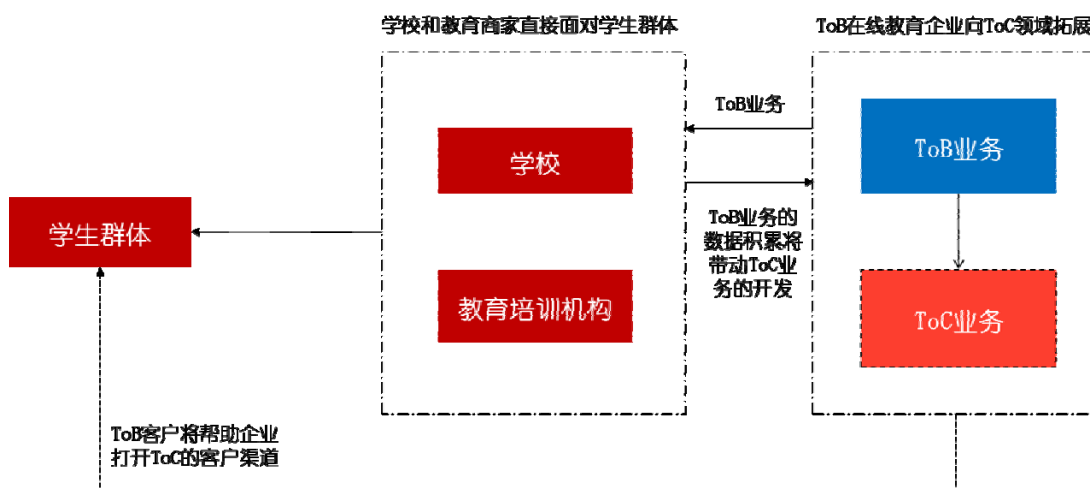 学校和教育商家直接面对学生群体
ToB在线教育企业向ToC领域拓展
ToB业务
ToB业务
学校
学生群体
ToB业务的
数据积累将
带动ToC业
务的开发
教育培训机构
ToC业务
ToB客户将帮助企业
打开ToC的客户渠道